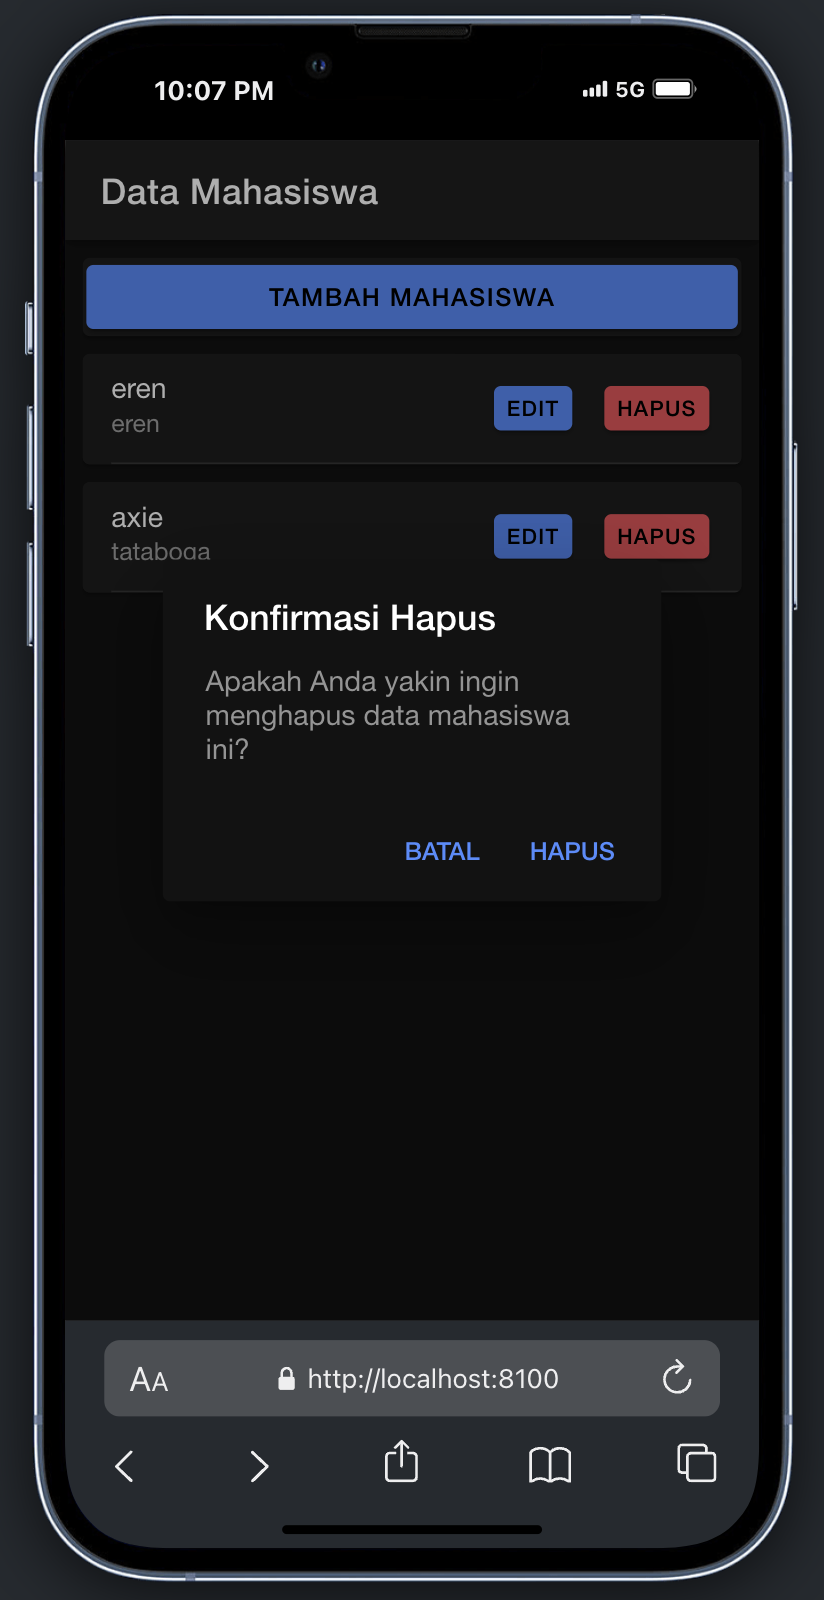 10:07 PM
5G
Data Mahasiswa
TAMBAH MAHASISWA
eren
eren
EDIT
HAPUS
axie
tataboga
EDIT
HAPUS
Konfirmasi Hapus
Apakah Anda yakin ingin
menghapus data mahasiswa
ini?
BATAL
HAPUS
AA
http://localhost:8100